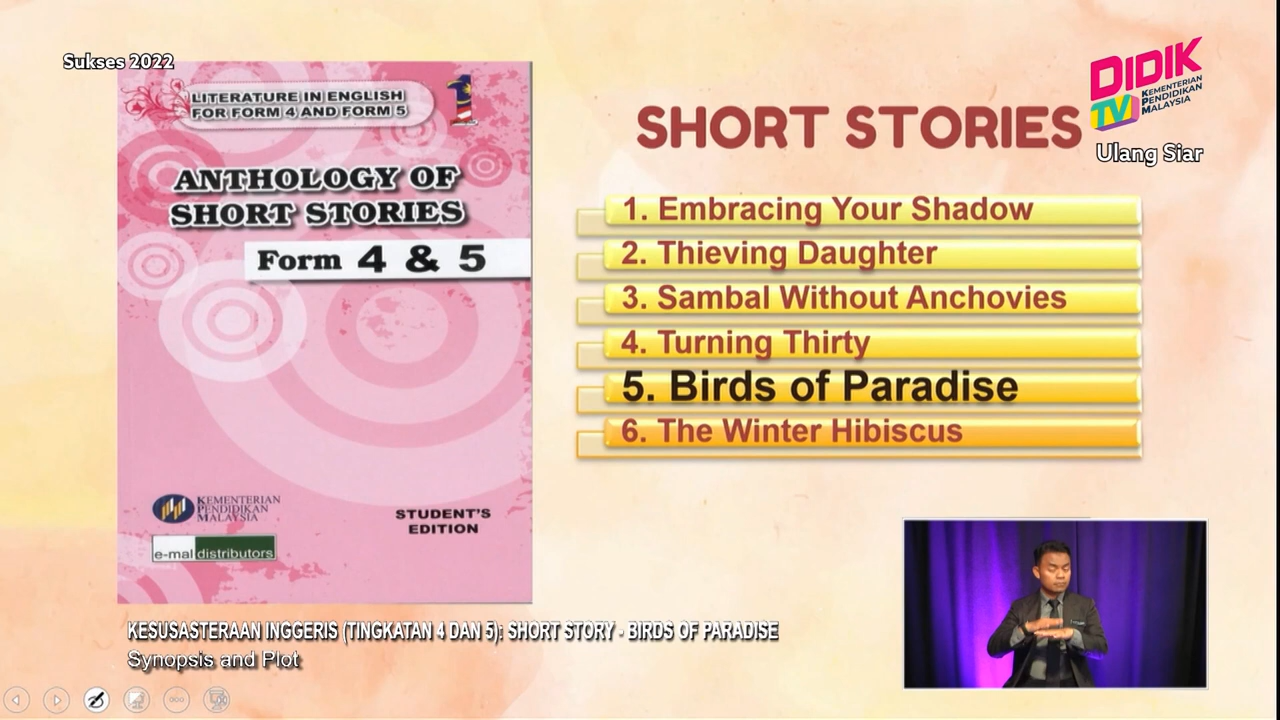 Sukses 2022
LITERATURE IN ENGLISH
FOR FORM 4 AND FORM 5
1
ANTHOLOGY OF
SHORT STORIES
Form 4 & 5
KEMENTERIAN
PENDIDIKAN
MALAYSIA
STUDENT'S
EDITION
e-mal distributors
SHORT STORIES
DIDIK
TV
KEMENTERIAN
PENDIDIKAN
MALAYSIA
Ulang Siar
1. Embracing Your Shadow
2. Thieving Daughter
3. Sambal Without Anchovies
4. Turning Thirty
5. Birds of Paradise
6. The Winter Hibiscus
KESUSASTERAAN INGGERIS (TINGKATAN 4 DAN 5): SHORT STORY - BIRDS OF PARADISE
Synopsis and Plot